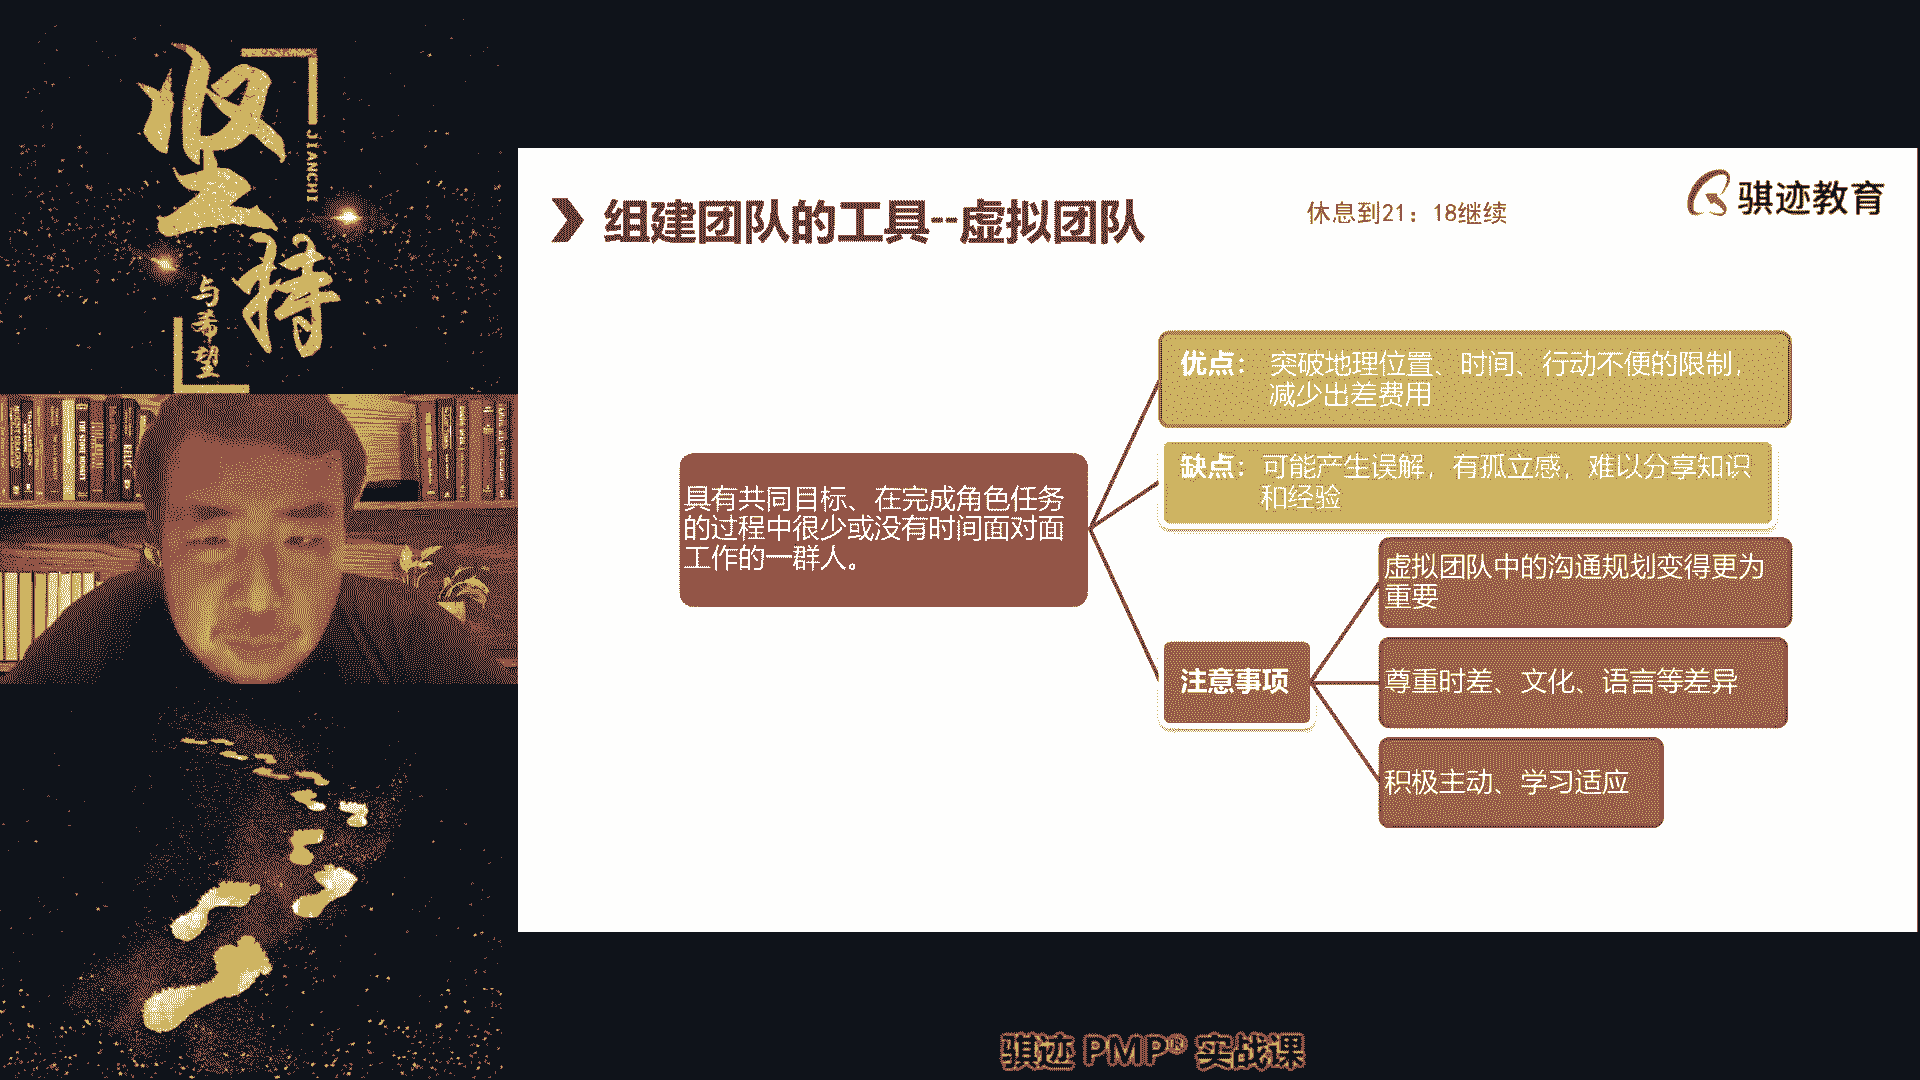 坚持
JIANCHI
与希望
组建团队的工具--虚拟团队
休息到21：18继续
骐迹教育
优点： 突破地理位置、时间、行动不便的限制，
减少出差费用
缺点：可能产生误解，有孤立感，难以分享知识
和经验
具有共同目标、在完成角色任务
的过程中很少或没有时间面对面
工作的一群人。
虚拟团队中的沟通规划变得更为
重要
注意事项
尊重时差、文化、语言等差异
积极主动、学习适应
骐迹 PMP® 实战课